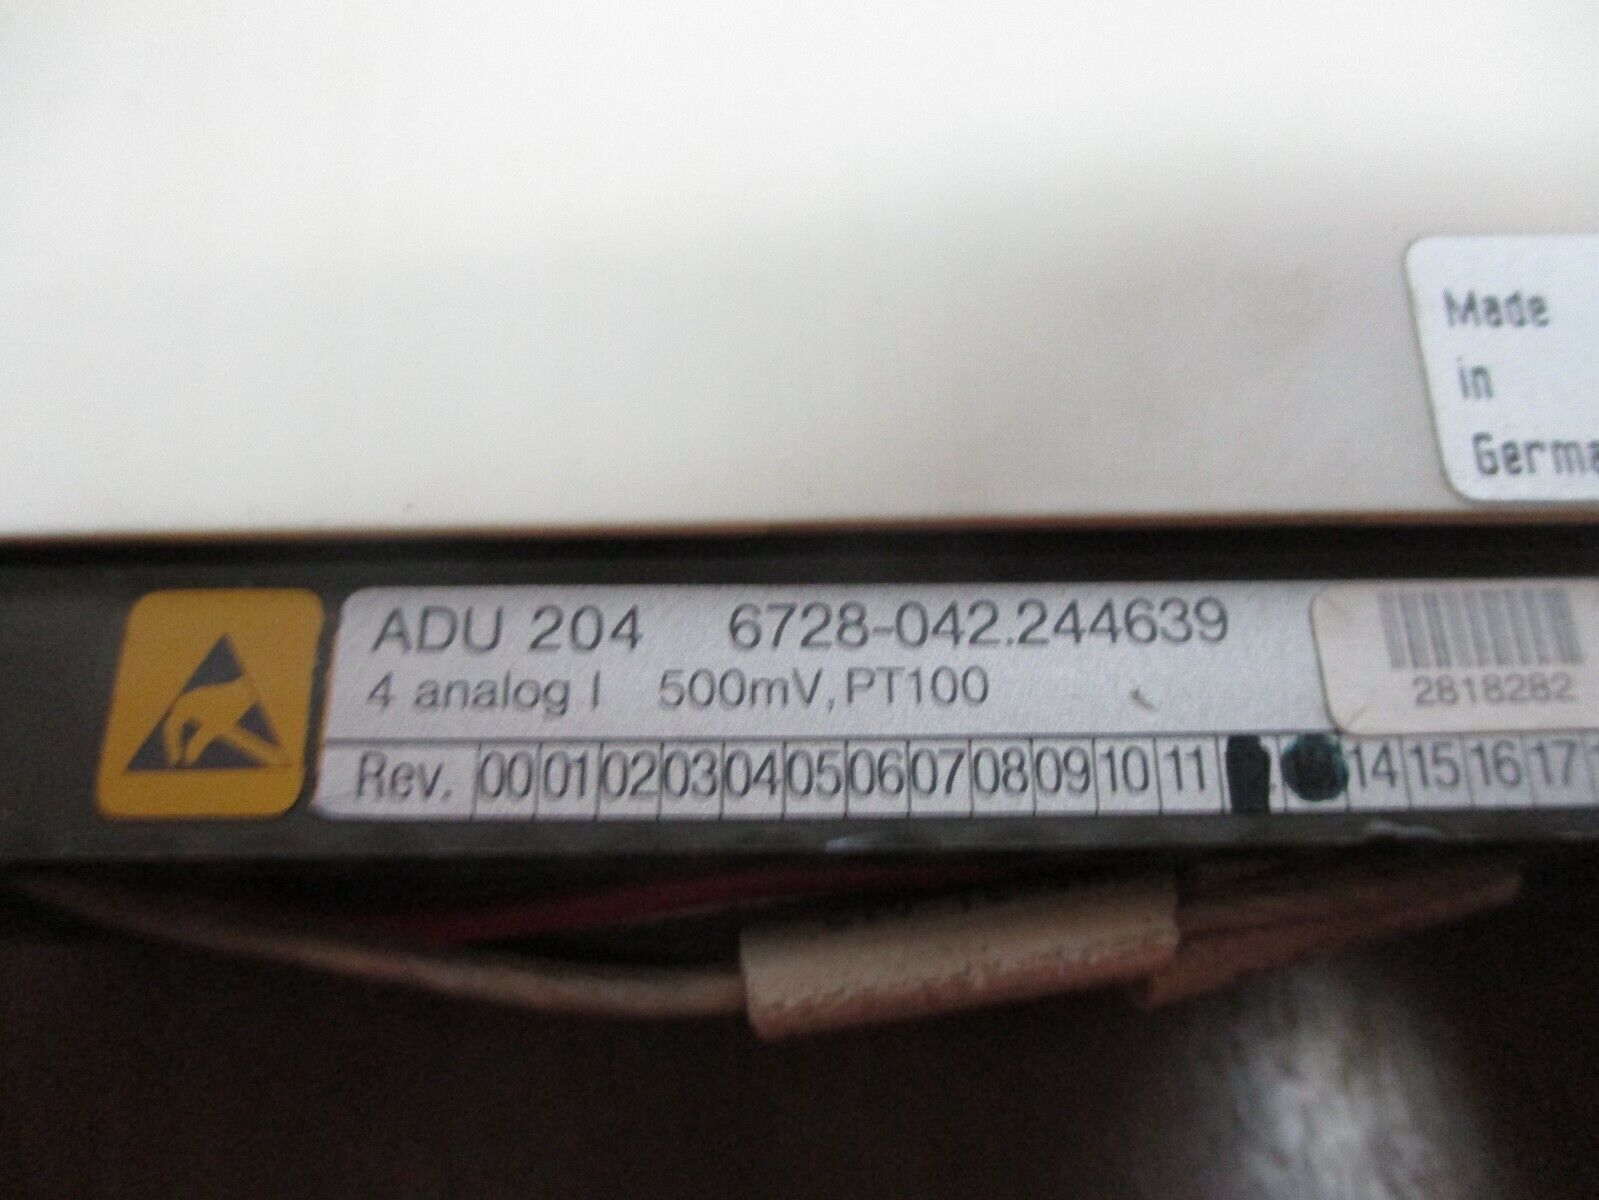 Made
in
ADU 204 6728-042.244639
4 analog I 500mV, PT100
2818282
Rev. 00 01 02 03 04 05 06 07 08 09 10 11 14 15 16 17